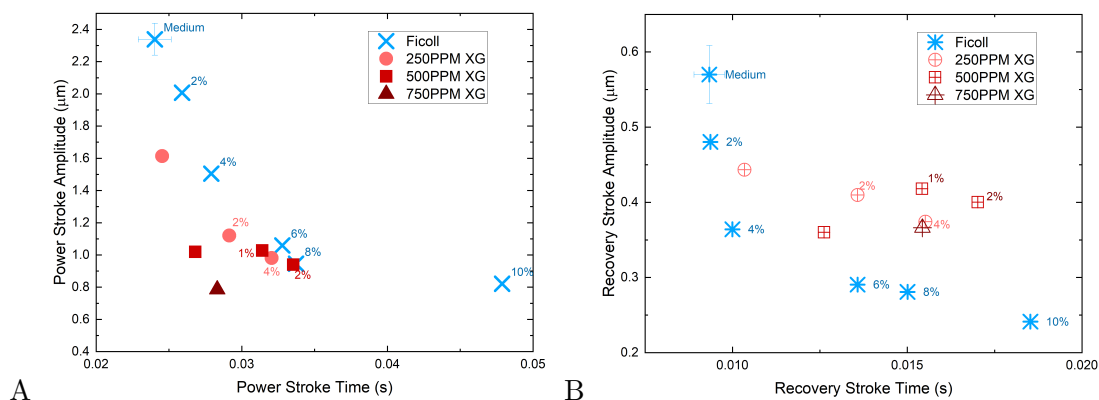 2.4
2.2
2.0
1.8
1.6
1.4
1.2
1.0
0.8
0.6
0.4
Power Stroke Amplitude (μm)
Medium
2%
4%
6%
8%
10%
2%
4%
1%
2%
Ficoll
250PPM XG
500PPM XG
750PPM XG
0.02 0.03 0.04 0.05
Power Stroke Time (s)
A
0.6
0.5
0.4
0.3
0.2
Recovery Stroke Amplitude (μm)
Medium
2%
4%
6%
8%
10%
2%
4%
1%
2%
Ficoll
250PPM XG
500PPM XG
750PPM XG
0.010 0.015 0.020
Recovery Stroke Time (s)
B